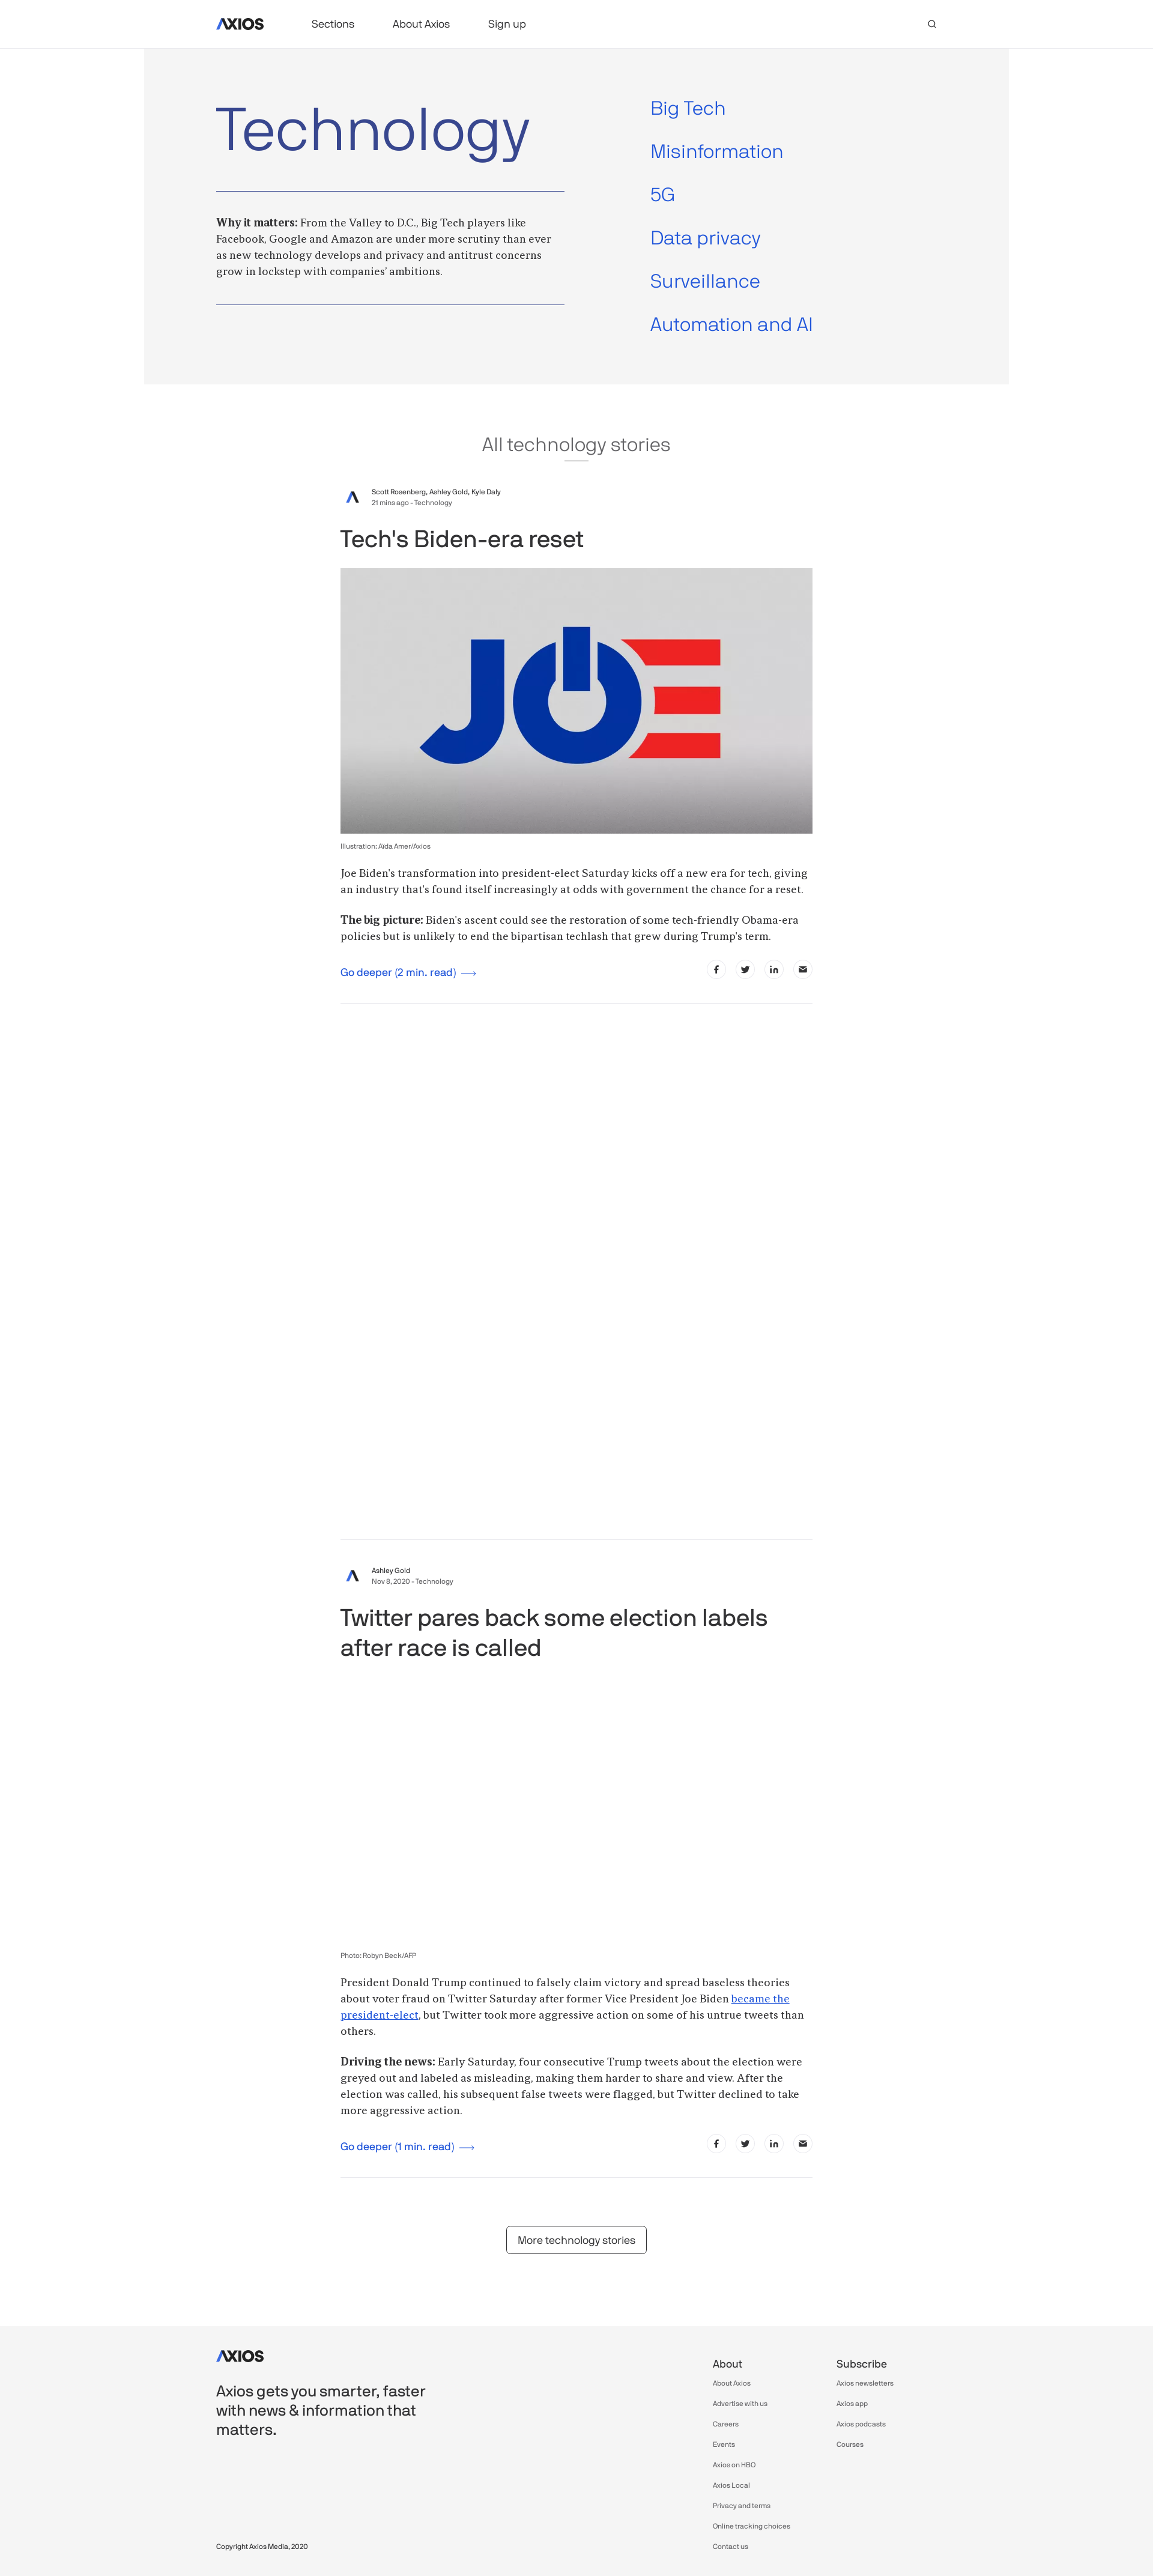 AXIOS
Sections
About Axios
Sign up
Technology
Why it matters: From the Valley to D.C., Big Tech players like
Facebook, Google and Amazon are under more scrutiny than ever
as new technology develops and privacy and antitrust concerns
grow in lockstep with companies' ambitions.
Big Tech
Misinformation
5G
Data privacy
Surveillance
Automation and AI
All technology stories
Scott Rosenberg, Ashley Gold, Kyle Daly
21 mins ago - Technology
Tech's Biden-era reset
JOE
Illustration: Aïda Amer/Axios
Joe Biden's transformation into president-elect Saturday kicks off a new era for tech, giving
an industry that's found itself increasingly at odds with government the chance for a reset.
The big picture: Biden's ascent could see the restoration of some tech-friendly Obama-era
policies but is unlikely to end the bipartisan techlash that grew during Trump's term.
Go deeper (2 min. read)
Ashley Gold
Nov 8, 2020 - Technology
Twitter pares back some election labels
after race is called
Photo: Robyn Beck/AFP
President Donald Trump continued to falsely claim victory and spread baseless theories
about voter fraud on Twitter Saturday after former Vice President Joe Biden became the
president-elect, but Twitter took more aggressive action on some of his untrue tweets than
others.
Driving the news: Early Saturday, four consecutive Trump tweets about the election were
greyed out and labeled as misleading, making them harder to share and view. After the
election was called, his subsequent false tweets were flagged, but Twitter declined to take
more aggressive action.
Go deeper (1 min. read)
More technology stories
AXIOS
Axios gets you smarter, faster
with news & information that
matters.
Copyright Axios Media, 2020
About
About Axios
Advertise with us
Careers
Events
Axios on HBO
Axios Local
Privacy and terms
Online tracking choices
Contact us
Subscribe
Axios newsletters
Axios app
Axios podcasts
Courses